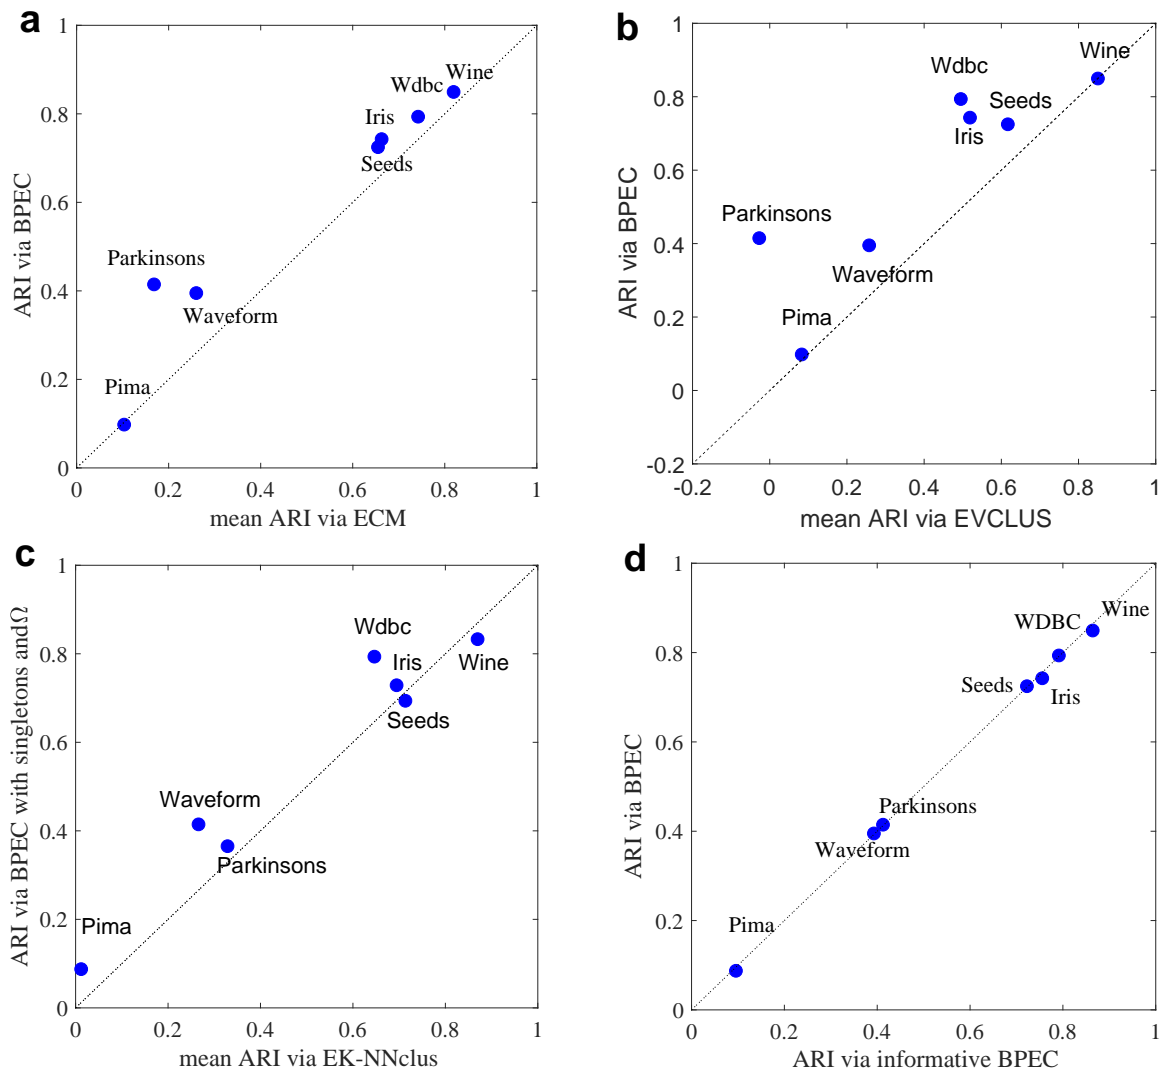 a
1
0.8
0.6
0.4
0.2
0
0
0.2
0.4
0.6
0.8
1
ARI via BPEC
mean ARI via ECM
Wine
Wdbc
Iris
Seeds
Parkinsons
Waveform
Pima
b
1
0.8
0.6
0.4
0.2
0
-0.2
-0.2
0
0.2
0.4
0.6
0.8
1
ARI via BPEC
mean ARI via EVCLUS
Wine
Wdbc
Seeds
Iris
Parkinsons
Waveform
Pima
c
1
0.8
0.6
0.4
0.2
0
0
0.2
0.4
0.6
0.8
1
ARI via BPEC with singletons andΩ
mean ARI via EK-NNclus
Wdbc
Iris
Wine
Seeds
Waveform
Parkinsons
Pima
d
1
0.8
0.6
0.4
0.2
0
0
0.2
0.4
0.6
0.8
1
ARI via BPEC
ARI via informative BPEC
Wine
WDBC
Seeds
Iris
Parkinsons
Waveform
Pima